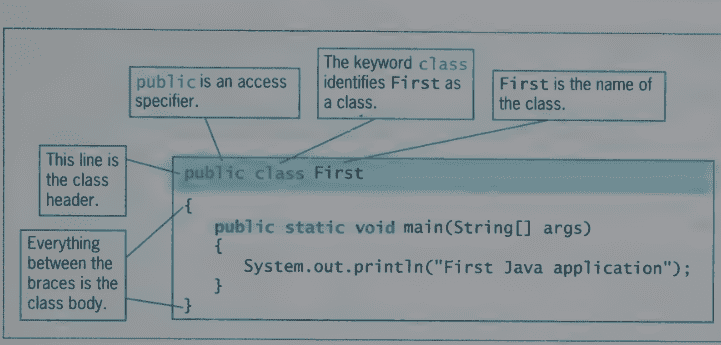 public is an access
specifier.
The keyword class
identifies First as
a class.
First is the name of
the class.
This line is
the class
header.
public class First
{
public static void main(String[] args)
{
System.out.println("First Java application");
}
}
Everything
between the
braces is the
class body.